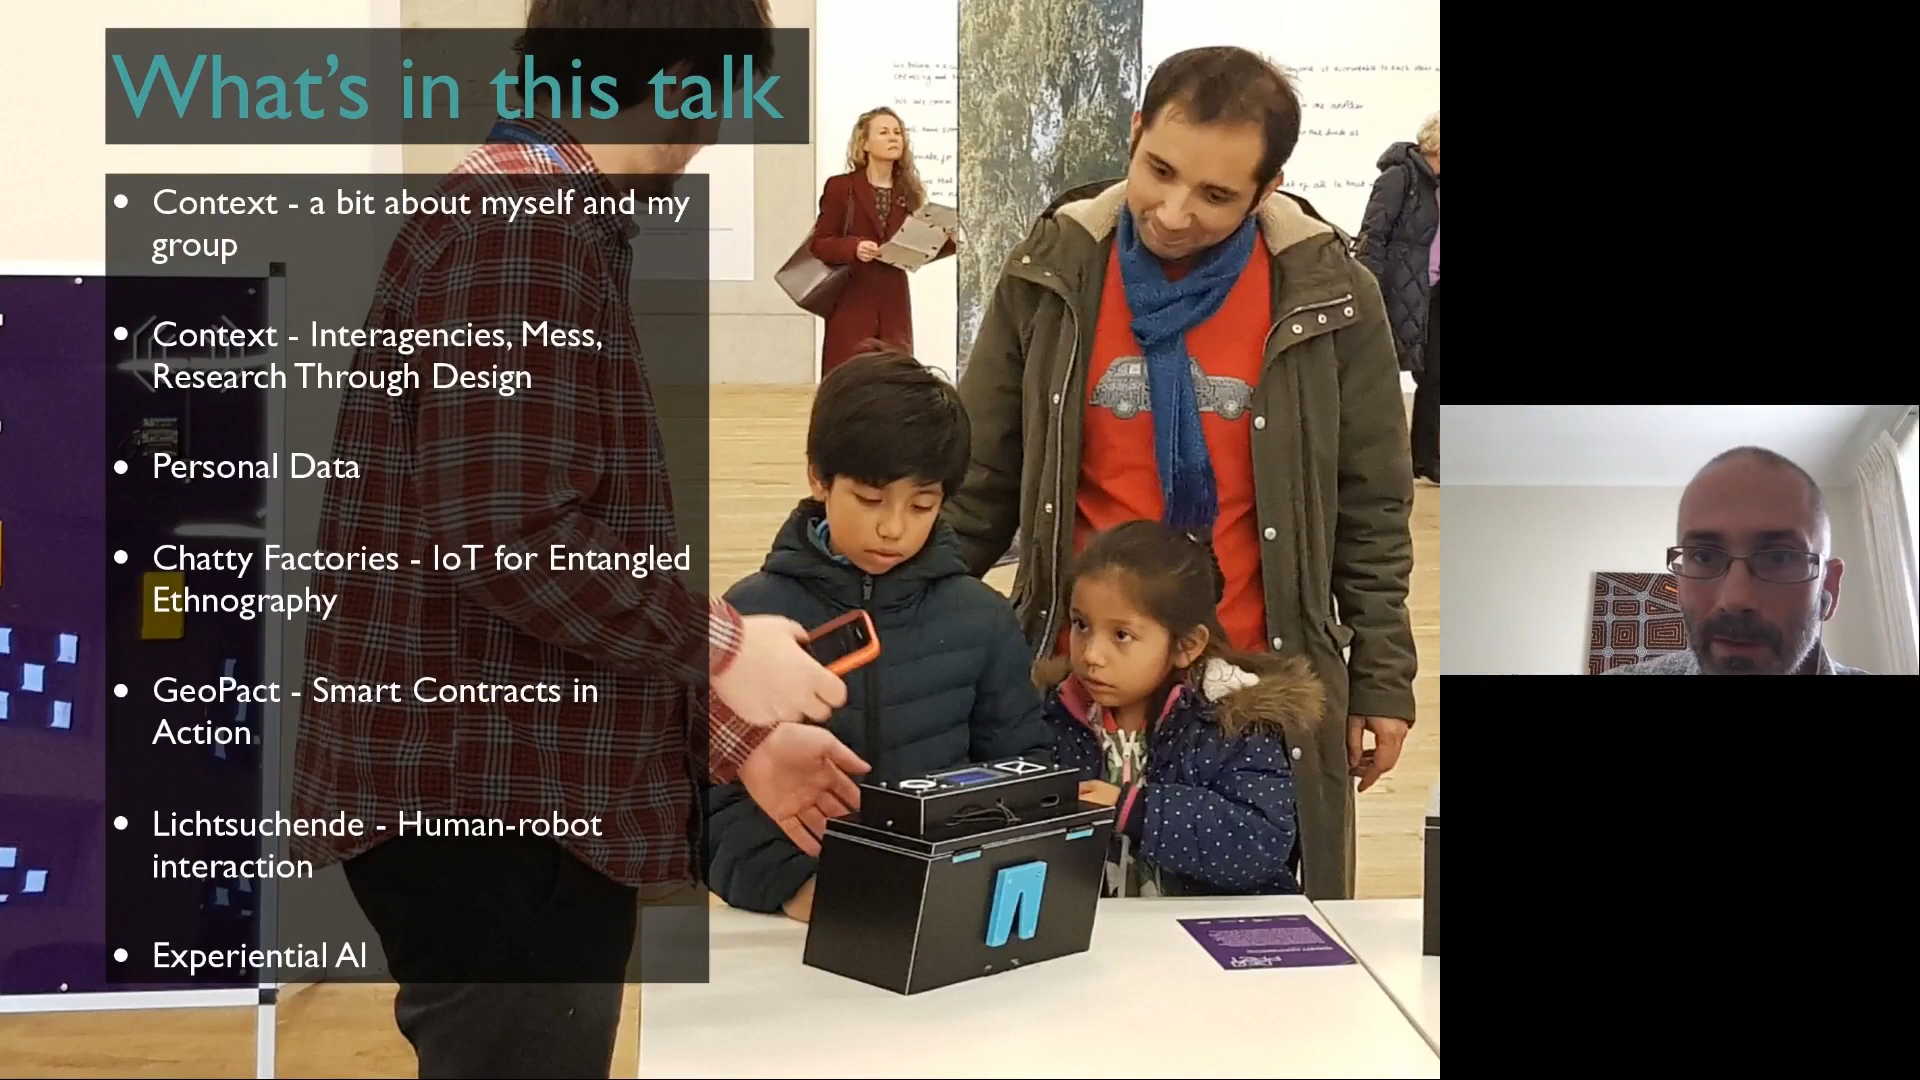 What's in this talk
• Context - a bit about myself and my
group
• Context - Interagencies, Mess,
Research Through Design
• Personal Data
• Chatty Factories - IoT for Entangled
Ethnography
• GeoPact - Smart Contracts in
Action
• Lichtsuchende - Human-robot
interaction
• Experiential AI